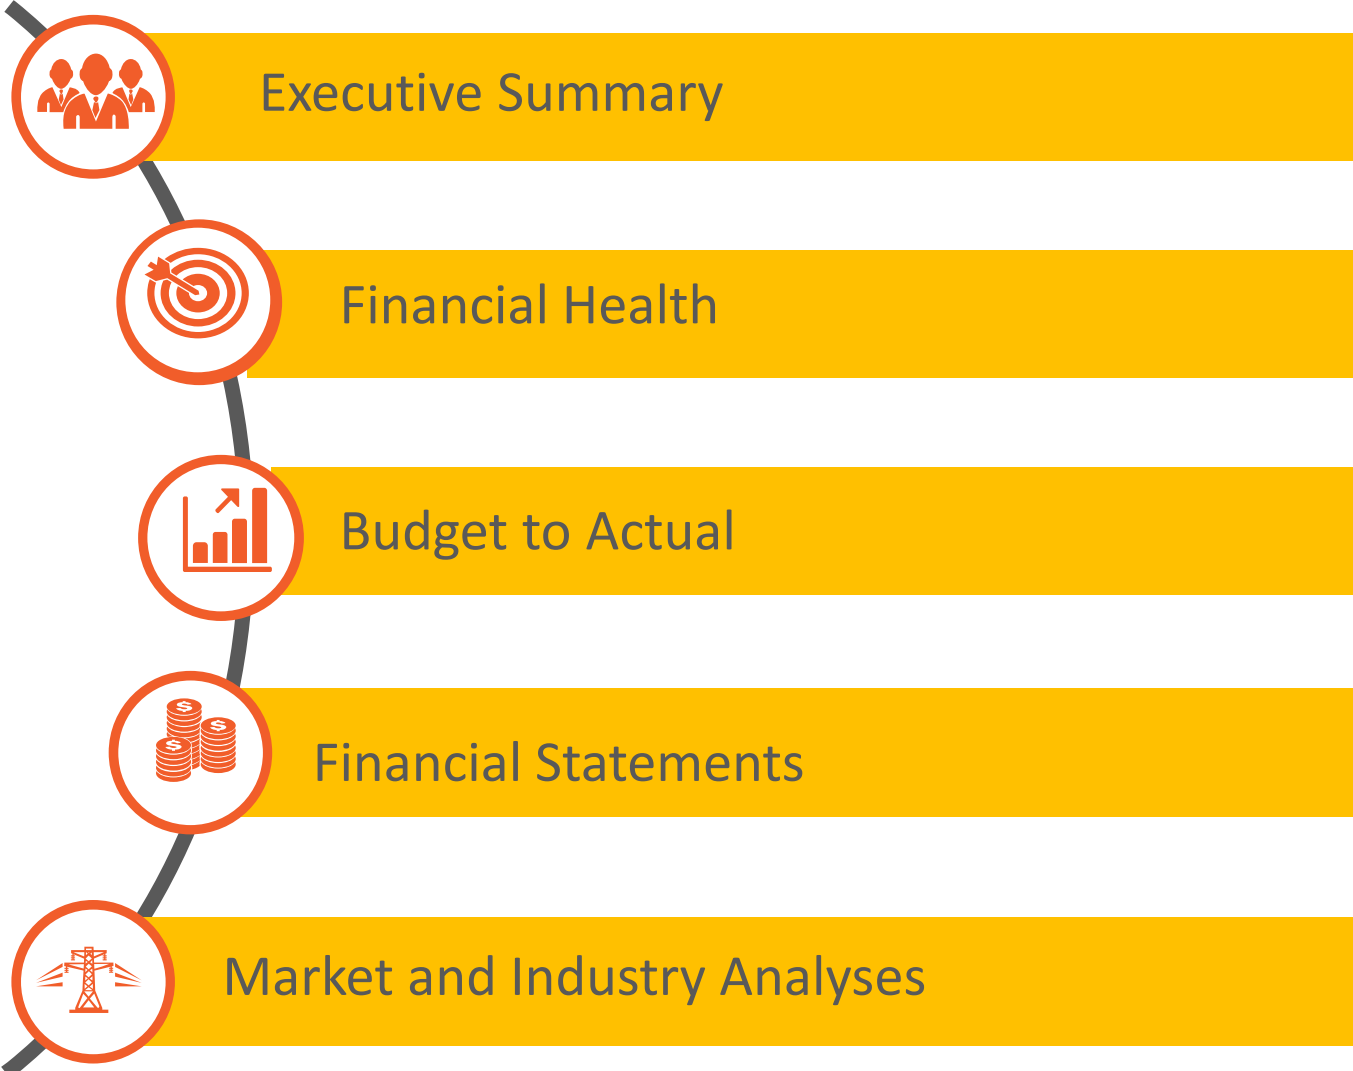 Executive Summary
Financial Health
Budget to Actual
Financial Statements
Market and Industry Analyses